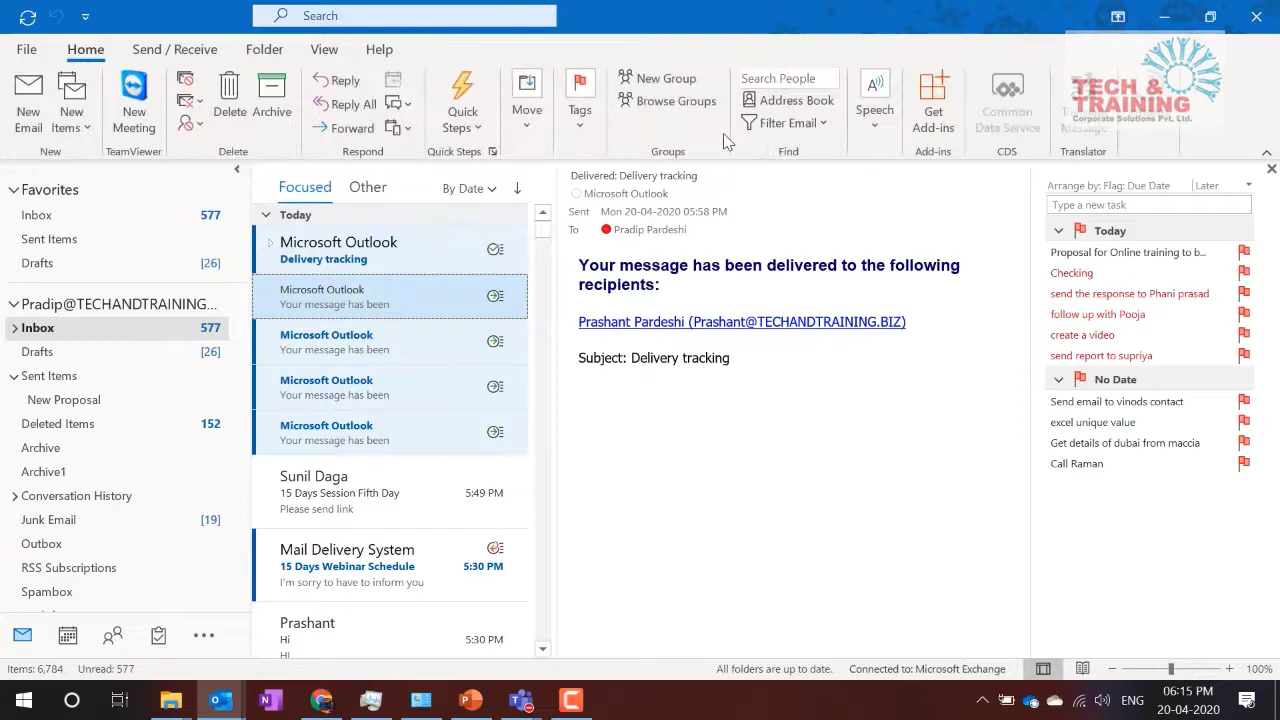 Search
File Home Send / Receive Folder View Help
New Email
New Items
New Meeting
Delete
Archive
Reply
Reply All
Forward
Quick Steps
Move
Tags
New Group
Browse Groups
Search People
Address Book
Filter Email
Speech
Get Add-ins
Common Data Service
TECH & TRAINING
Corporate Solutions Pvt. Ltd.
Message
New TeamViewer Delete Respond Quick Steps Groups Find Add-ins CDS Translator
Favorites
Inbox 577
Sent Items
Drafts [26]
Pradip@TECHANDTRAINING...
Inbox 577
Drafts [26]
Sent Items
New Proposal
Deleted Items 152
Archive
Archive1
Conversation History
Junk Email [19]
Outbox
RSS Subscriptions
Spambox
Focused Other By Date
Today
Microsoft Outlook
Delivery tracking
Microsoft Outlook
Your message has been
Microsoft Outlook
Your message has been
Microsoft Outlook
Your message has been
Microsoft Outlook
Your message has been
Sunil Daga
15 Days Session Fifth Day 5:49 PM
Please send link
Mail Delivery System
15 Days Webinar Schedule 5:30 PM
I'm sorry to have to inform you
Prashant
Hi 5:30 PM
HI
Delivered: Delivery tracking
Microsoft Outlook
Sent Mon 20-04-2020 05:58 PM
To Pradip Pardeshi
Your message has been delivered to the following
recipients:
Prashant Pardeshi (Prashant@TECHANDTRAINING.BIZ)
Subject: Delivery tracking
Arrange by: Flag: Due Date Later
Type a new task
Today
Proposal for Online training to b...
Checking
send the response to Phani prasad
follow up with Pooja
create a video
send report to supriya
No Date
Send email to vinods contact
excel unique value
Get details of dubai from maccia
Call Raman
Items: 6,784 Unread: 577 All folders are up to date. Connected to: Microsoft Exchange 100%
ENG 06:15 PM
20-04-2020